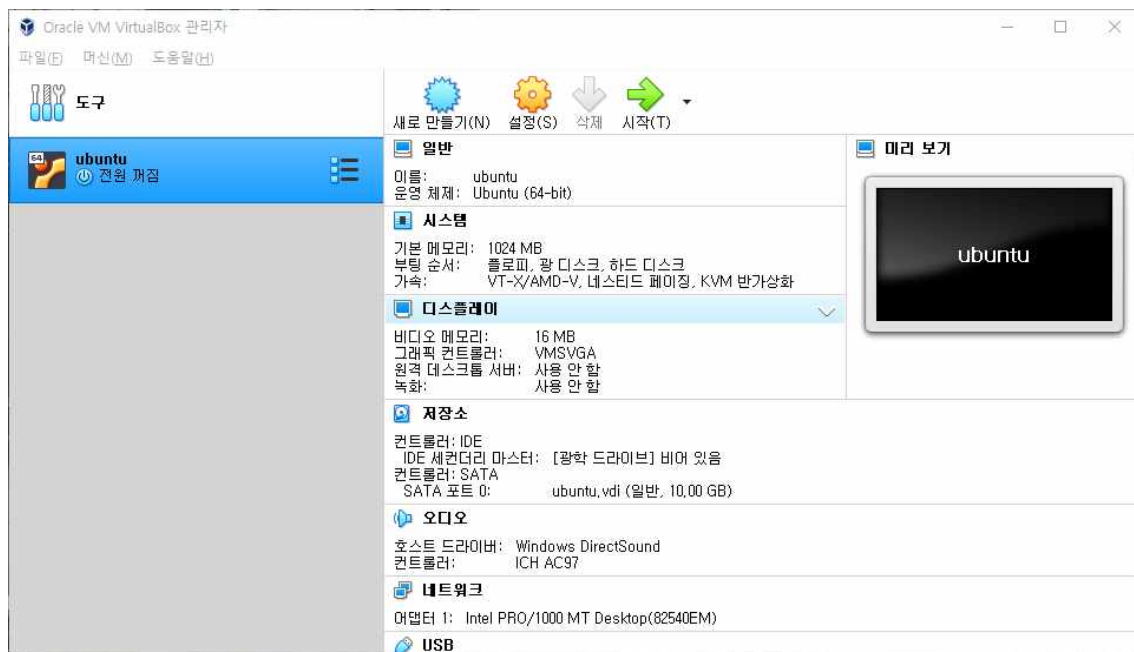 Oracle VM VirtualBox 관리자
파일(F) 머신(M) 도움말(H)
도구
새로 만들기(N) 설정(S) 삭제 시작(T)
64
ubuntu
전원 꺼짐
일반
이름: ubuntu
운영 체제: Ubuntu (64-bit)
시스템
기본 메모리: 1024 MB
부팅 순서: 플로피, 광 디스크, 하드 디스크
가속: VT-X/AMD-V, 네스티드 페이징, KVM 반가상화
디스플레이
비디오 메모리: 16 MB
그래픽 컨트롤러: VMSVGA
원격 데스크톱 서버: 사용 안 함
녹화: 사용 안 함
저장소
컨트롤러: IDE
IDE 세컨더리 마스터: [광학 드라이브] 비어 있음
컨트롤러: SATA
SATA 포트 0: ubuntu.vdi (일반, 10,00 GB)
오디오
호스트 드라이버: Windows DirectSound
컨트롤러: ICH AC97
네트워크
어댑터 1: Intel PRO/1000 MT Desktop(82540EM)
USB
미리 보기
ubuntu